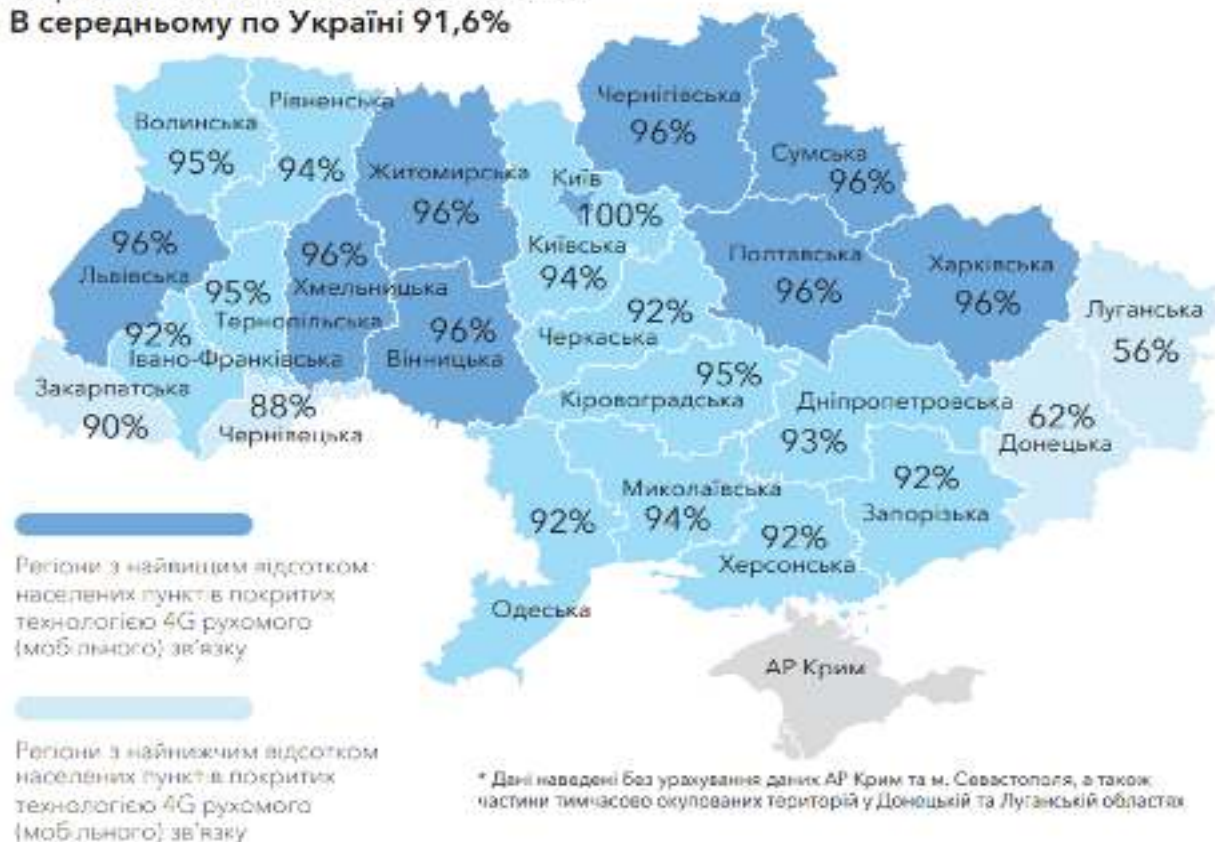 В середньому по Україні 91,6%
Рівненська
94%
Волинська
95%
Житомирська
96%
Чернігівська
96%
Сумська
96%
Київ
100%
Київська
94%
96%
Львівська
96%
Хмельницька
95%
Тернопільська
92%
Івано-Франківська
96%
Вінницька
92%
Черкаська
Полтавська
96%
Харківська
96%
Луганська
56%
Закарпатська
90%
88%
Чернівецька
95%
Кіровоградська
Дніпропетровська
93%
62%
Донецька
92%
Одеська
Миколаївська
94%
92%
Херсонська
92%
Запорізька
АР Крим
Регіони з найвищим відсотком
населених пунктів покритих
технологією 4G рухомого
(мобільного) зв'язку
Регіони з найнижчим відсотком
населених пунктів покритих
технологією 4G рухомого
(мобільного) зв'язку
* Дані наведені без урахування даних АР Крим та м. Севастополя, а також
частини тимчасово окупованих територій у Донецькій та Луганській областях